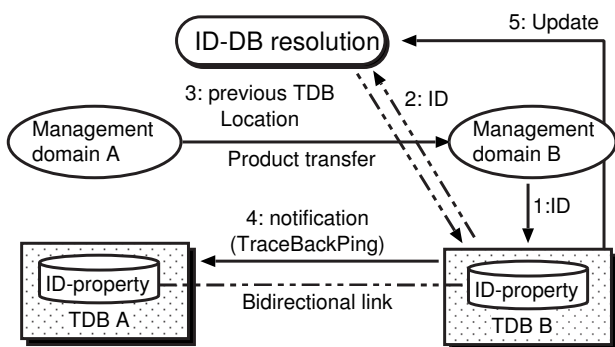 5: Update
ID-DB resolution
2: ID
3: previous TDB
Location
Management
domain A
Product transfer
Management
domain B
1:ID
4: notification
(TraceBackPing)
ID-property
TDB A
Bidirectional link
ID-property
TDB B